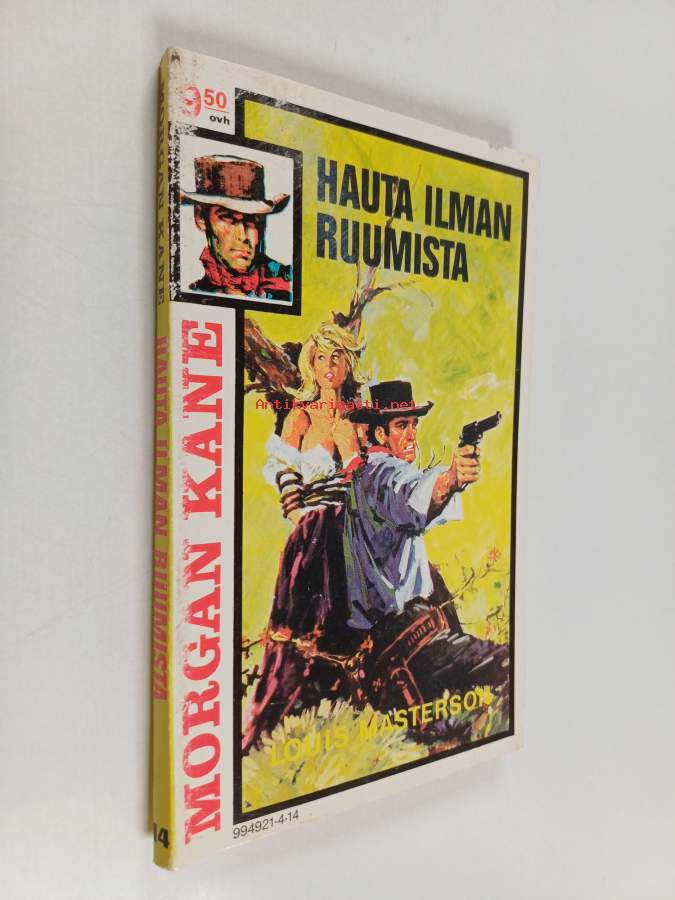 9.50
ovh
HAUTA ILMAN
RUUMISTA
MORGAN KANE
LOUIS MASTERSON
994921-4-14
MORGAN KANE HAUTA ILMAN RUUMISTA 14
Antikvariaatti.net